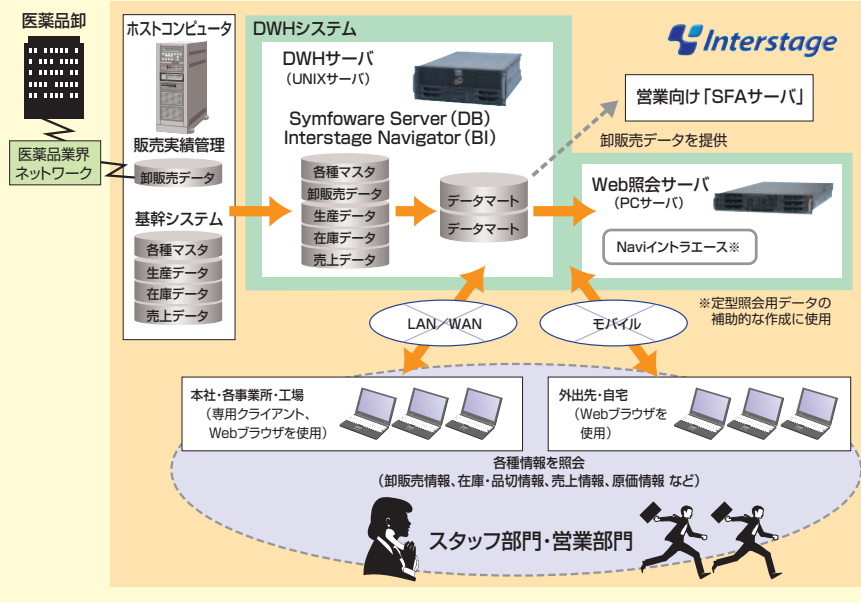 医薬品卸
医薬品業界
ネットワーク
ホストコンピュータ
販売実績管理
卸販売データ
基幹システム
各種マスタ
生産データ
在庫データ
売上データ
DWHシステム
DWHサーバ
(UNIXサーバ)
Symfoware Server(DB)
Interstage Navigator(BI)
各種マスタ
卸販売データ
生産データ
在庫データ
売上データ
データマート
データマート
Interstage
営業向け「SFAサーバ」
卸販売データを提供
Web照会サーバ
(PCサーバ)
Naviイントラエース※
※定型照会用データの
補助的な作成に使用
LAN/WAN
モバイル
本社・各事業所・工場
(専用クライアント、
Webブラウザを使用)
外出先・自宅
(Webブラウザを
使用)
各種情報を照会
(卸販売情報、在庫・品切情報、売上情報、原価情報 など)
スタッフ部門・営業部門